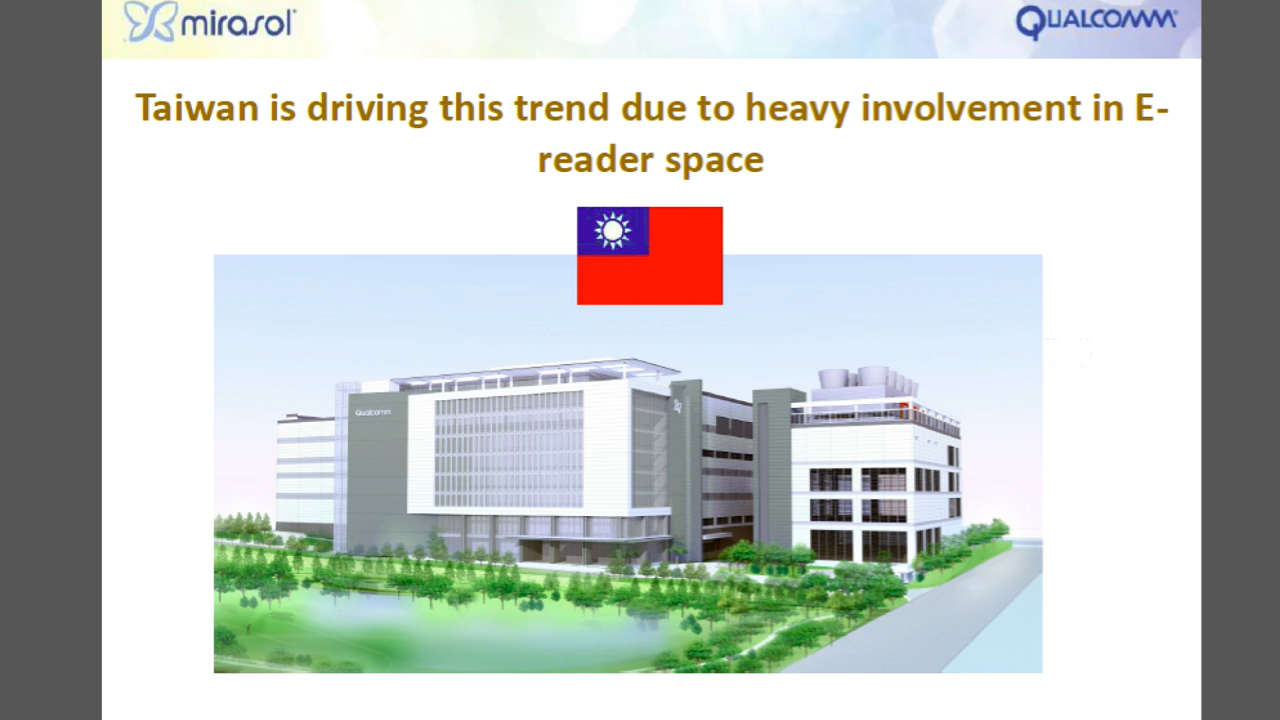 mirasol
QUALCOMM
Taiwan is driving this trend due to heavy involvement in E-
reader space
Qualcomm